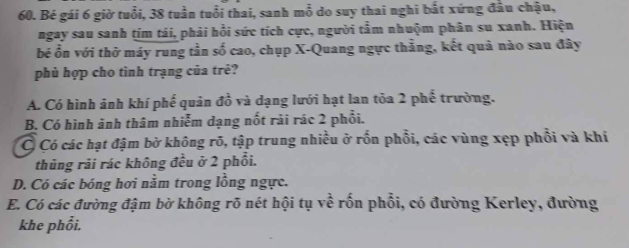 60. Bé gái 6 giờ tuổi, 38 tuần tuổi thai, sanh mổ do suy thai nghi bất xứng đầu chậu,
ngay sau sanh tím tái, phải hồi sức tích cực, người tẩm nhuộm phân su xanh. Hiện
bé ổn với thở máy rung tần số cao, chụp X-Quang ngực thẳng, kết quả nào sau đây
phù hợp cho tình trạng của trẻ?
A. Có hình ảnh khí phế quản đồ và dạng lưới hạt lan tỏa 2 phế trường.
B. Có hình ảnh thâm nhiễm dạng nốt rải rác 2 phổi.
C. Có các hạt đậm bờ không rõ, tập trung nhiều ở rốn phổi, các vùng xẹp phổi và khí
thũng rải rác không đều ở 2 phổi.
D. Có các bóng hơi nằm trong lồng ngực.
E. Có các đường đậm bờ không rõ nét hội tụ về rốn phổi, có đường Kerley, đường
khe phổi.